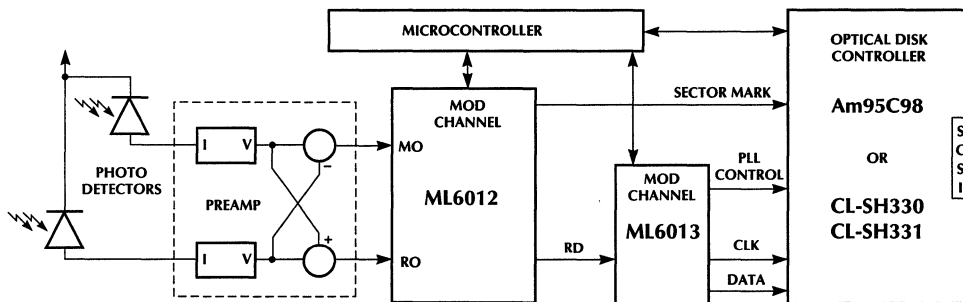 MICROCONTROLLER
OPTICAL DISK
CONTROLLER
Am95C98
OR
CL-SH330
CL-SH331
MOD
CHANNEL
ML6012
MO
RO
SECTOR MARK
MOD
CHANNEL
ML6013
PLL
CONTROL
RD
CLK
DATA
PHOTO
DETECTORS
I V
−
PREAMP
+
I V
S
C
S
I